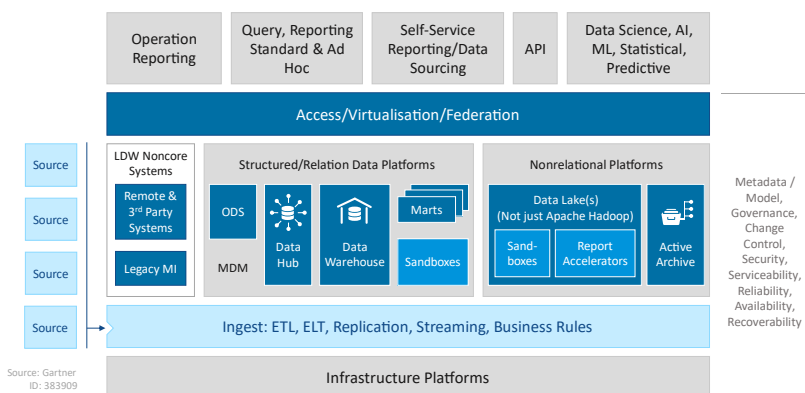 Operation
Reporting
Query, Reporting
Standard & Ad
Hoc
Self-Service
Reporting/Data
Sourcing
API
Data Science, AI,
ML, Statistical,
Predictive
Access/Virtualisation/Federation
Source
Source
Source
Source
LDW Noncore
Systems
Remote &
3rd Party
Systems
Legacy MI
Structured/Relation Data Platforms
ODS
MDM
Data
Hub
Data
Warehouse
Marts
Sandboxes
Nonrelational Platforms
Data Lake(s)
(Not just Apache Hadoop)
Sand-
boxes
Report
Accelerators
Active
Archive
Metadata /
Model,
Governance,
Change
Control,
Security,
Serviceability,
Reliability,
Availability,
Recoverability
Ingest: ETL, ELT, Replication, Streaming, Business Rules
Infrastructure Platforms
Source: Gartner
ID: 383909